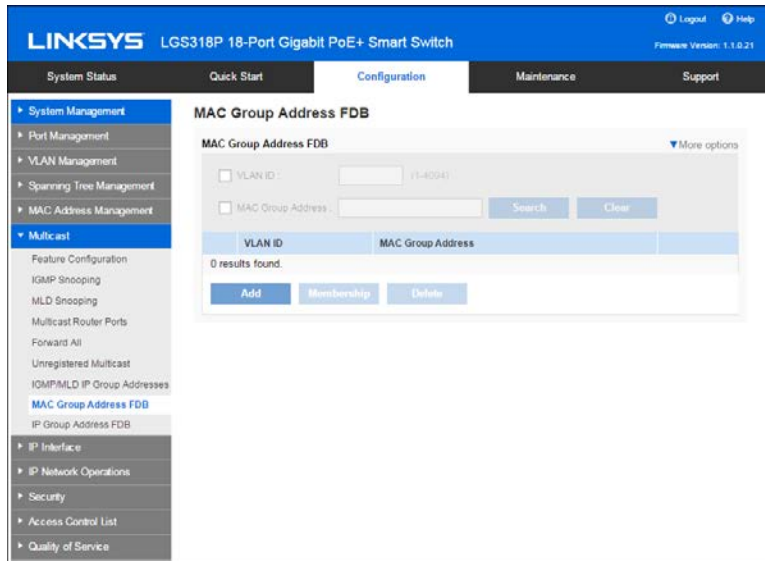 Logout Help
LINKSYS LGS318P 18-Port Gigabit PoE+ Smart Switch
Firmware Version: 1.1.0.21
System Status Quick Start Configuration Maintenance Support
System Management
Port Management
VLAN Management
Spanning Tree Management
MAC Address Management
Multicast
Feature Configuration
IGMP Snooping
MLD Snooping
Multicast Router Ports
Forward All
Unregistered Multicast
IGMP/MLD IP Group Addresses
MAC Group Address FDB
IP Group Address FDB
IP Interface
IP Network Operations
Security
Access Control List
Quality of Service
MAC Group Address FDB
MAC Group Address FDB More options
VLAN ID : (1-4094)
MAC Group Address : Search Clear
VLAN ID MAC Group Address
0 results found.
Add Membership Delete